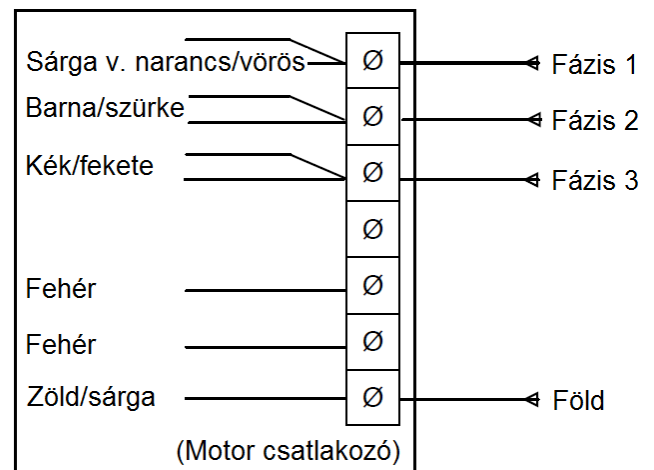 Sárga v. narancs/vörös Ø Fázis 1
Barna/szürke Ø Fázis 2
Kék/fekete Ø Fázis 3
Ø
Fehér Ø
Fehér Ø
Zöld/sárga Ø Föld
(Motor csatlakozó)